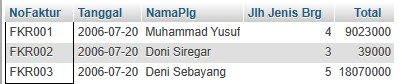 NoFaktur Tanggal NamaPlg Jlh Jenis Brg Total
FKR001 2006-07-20 Muhammad Yusuf 4 9023000
FKR002 2006-07-20 Doni Siregar 3 39000
FKR003 2006-07-20 Deni Sebayang 5 18070000